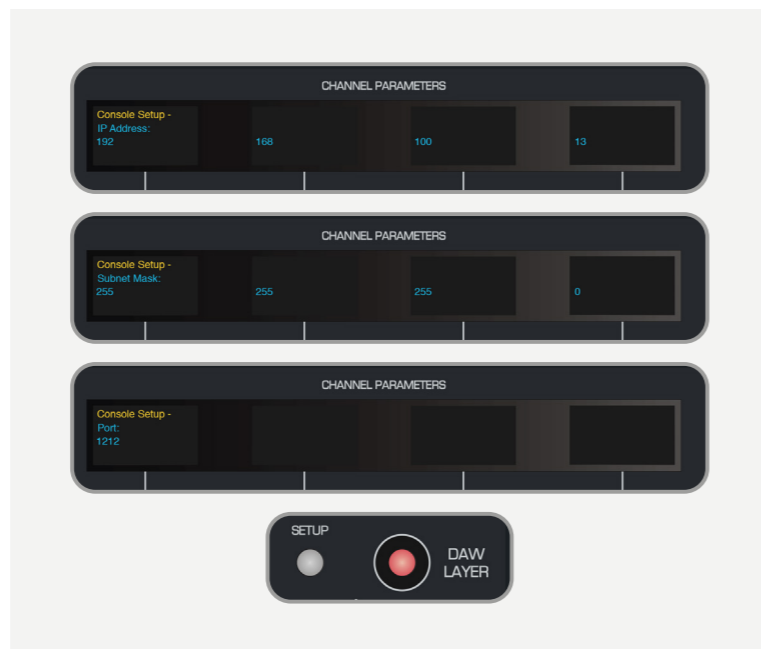 CHANNEL PARAMETERS
Console Setup -
IP Address:
192 168 100 13
CHANNEL PARAMETERS
Console Setup -
Subnet Mask:
255 255 255 0
CHANNEL PARAMETERS
Console Setup -
Port:
1212
SETUP
DAW
LAYER